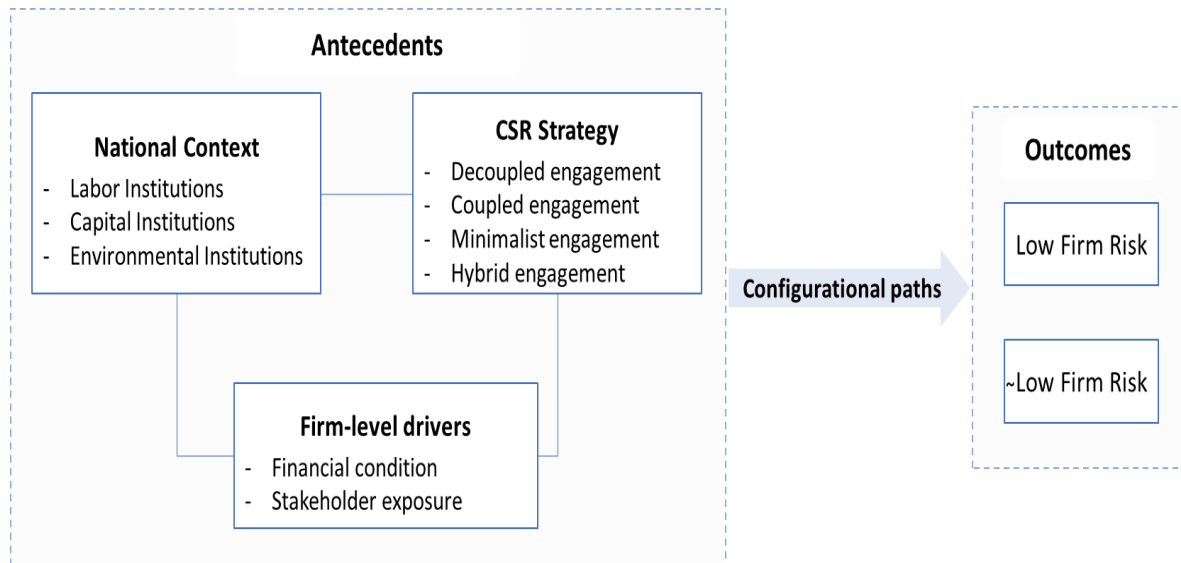 Antecedents
National Context
- Labor Institutions
- Capital Institutions
- Environmental Institutions
CSR Strategy
- Decoupled engagement
- Coupled engagement
- Minimalist engagement
- Hybrid engagement
Firm-level drivers
- Financial condition
- Stakeholder exposure
Configurational paths
Outcomes
Low Firm Risk
~Low Firm Risk